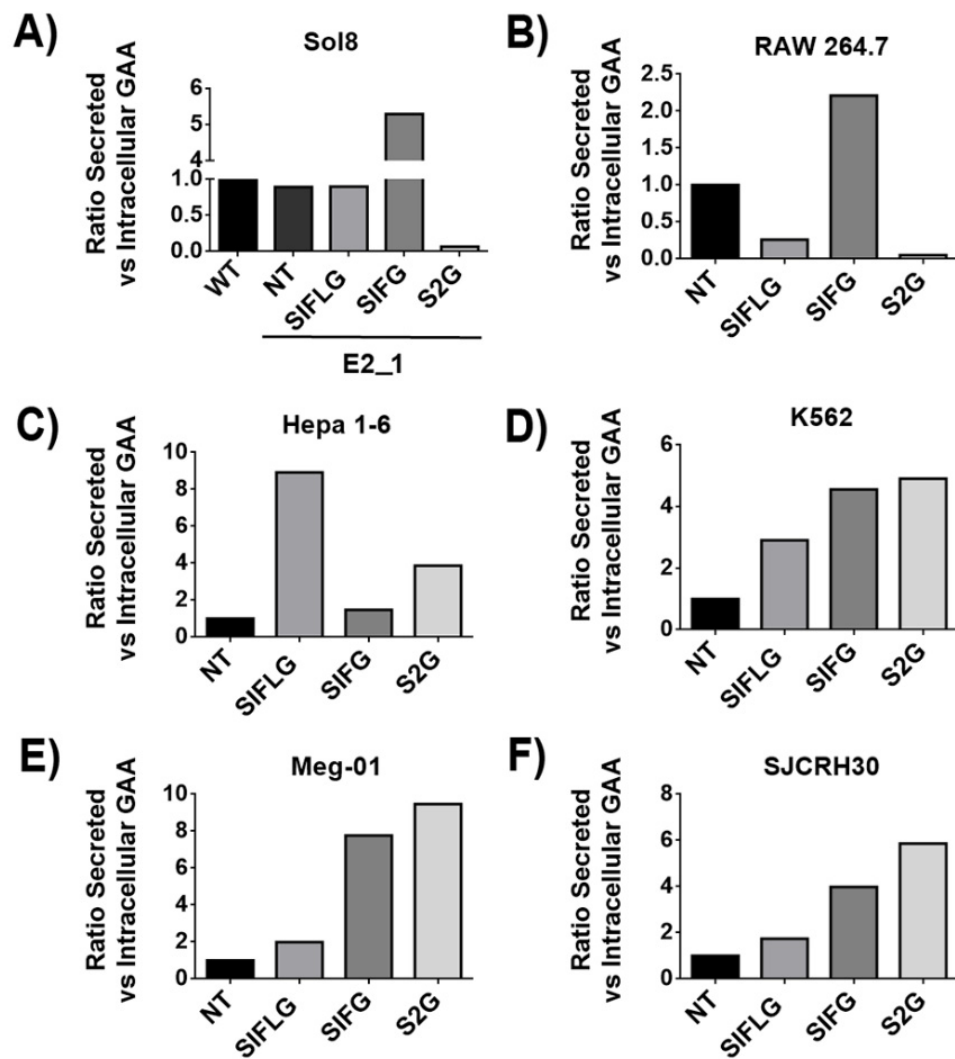 A)
Sol8
Ratio Secreted
vs Intracellular GAA
6
5
4
1.0
0.5
0.0
WT
NT
SIFLG
SIFG
S2G
E2_1
B)
RAW 264.7
Ratio Secreted
vs Intracellular GAA
2.5
2.0
1.5
1.0
0.5
0.0
NT
SIFLG
SIFG
S2G
C)
Hepa 1-6
Ratio Secreted
vs Intracellular GAA
10
8
6
4
2
0
NT
SIFLG
SIFG
S2G
D)
K562
Ratio Secreted
vs Intracellular GAA
6
4
2
0
NT
SIFLG
SIFG
S2G
E)
Meg-01
Ratio Secreted
vs Intracellular GAA
10
8
6
4
2
0
NT
SIFLG
SIFG
S2G
F)
SJCRH30
Ratio Secreted
vs Intracellular GAA
8
6
4
2
0
NT
SIFLG
SIFG
S2G